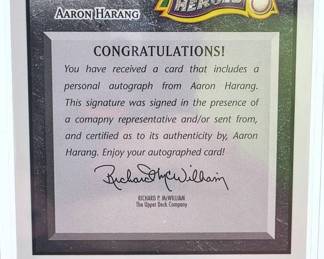 AARON HARANG
HEROES
CONGRATULATIONS!
You have received a card that includes a
personal autograph from Aaron Harang.
This signature was signed in the presence of
a comapny representative and/or sent from,
and certified as to its authenticity by, Aaron
Harang. Enjoy your autographed card!
Richard McWilliam
RICHARD P. McWILLIAM
The Upper Deck Company